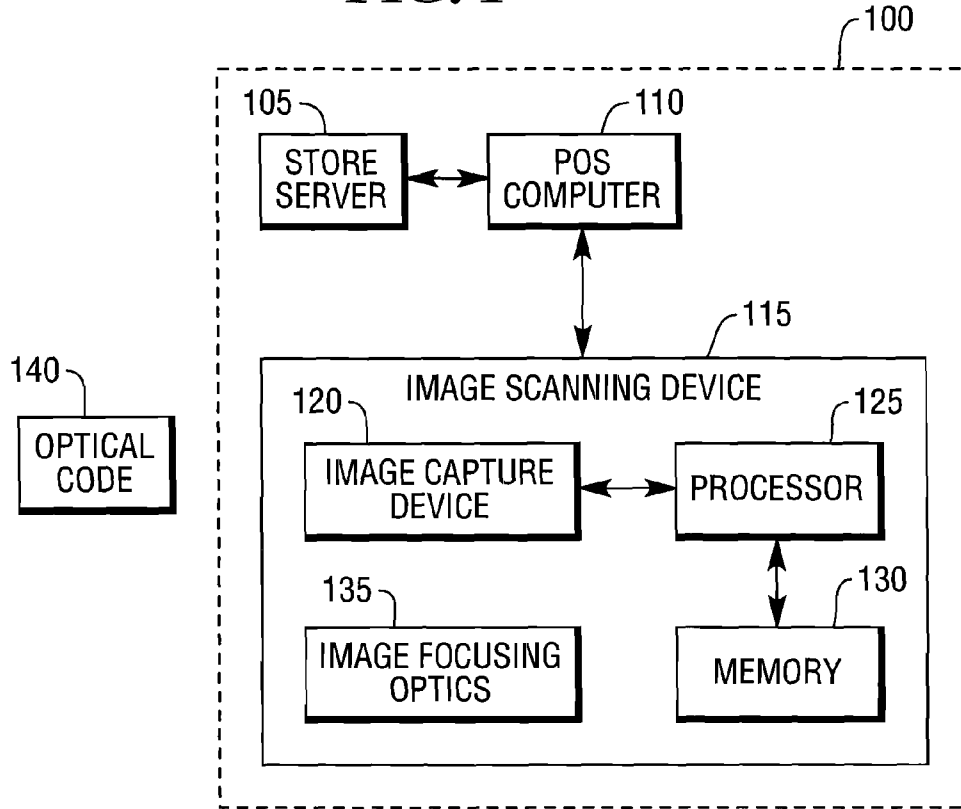 100
105
110
STORE
SERVER
POS
COMPUTER
115
140
IMAGE SCANNING DEVICE
120
125
OPTICAL
CODE
IMAGE CAPTURE
DEVICE
PROCESSOR
135
130
IMAGE FOCUSING
OPTICS
MEMORY